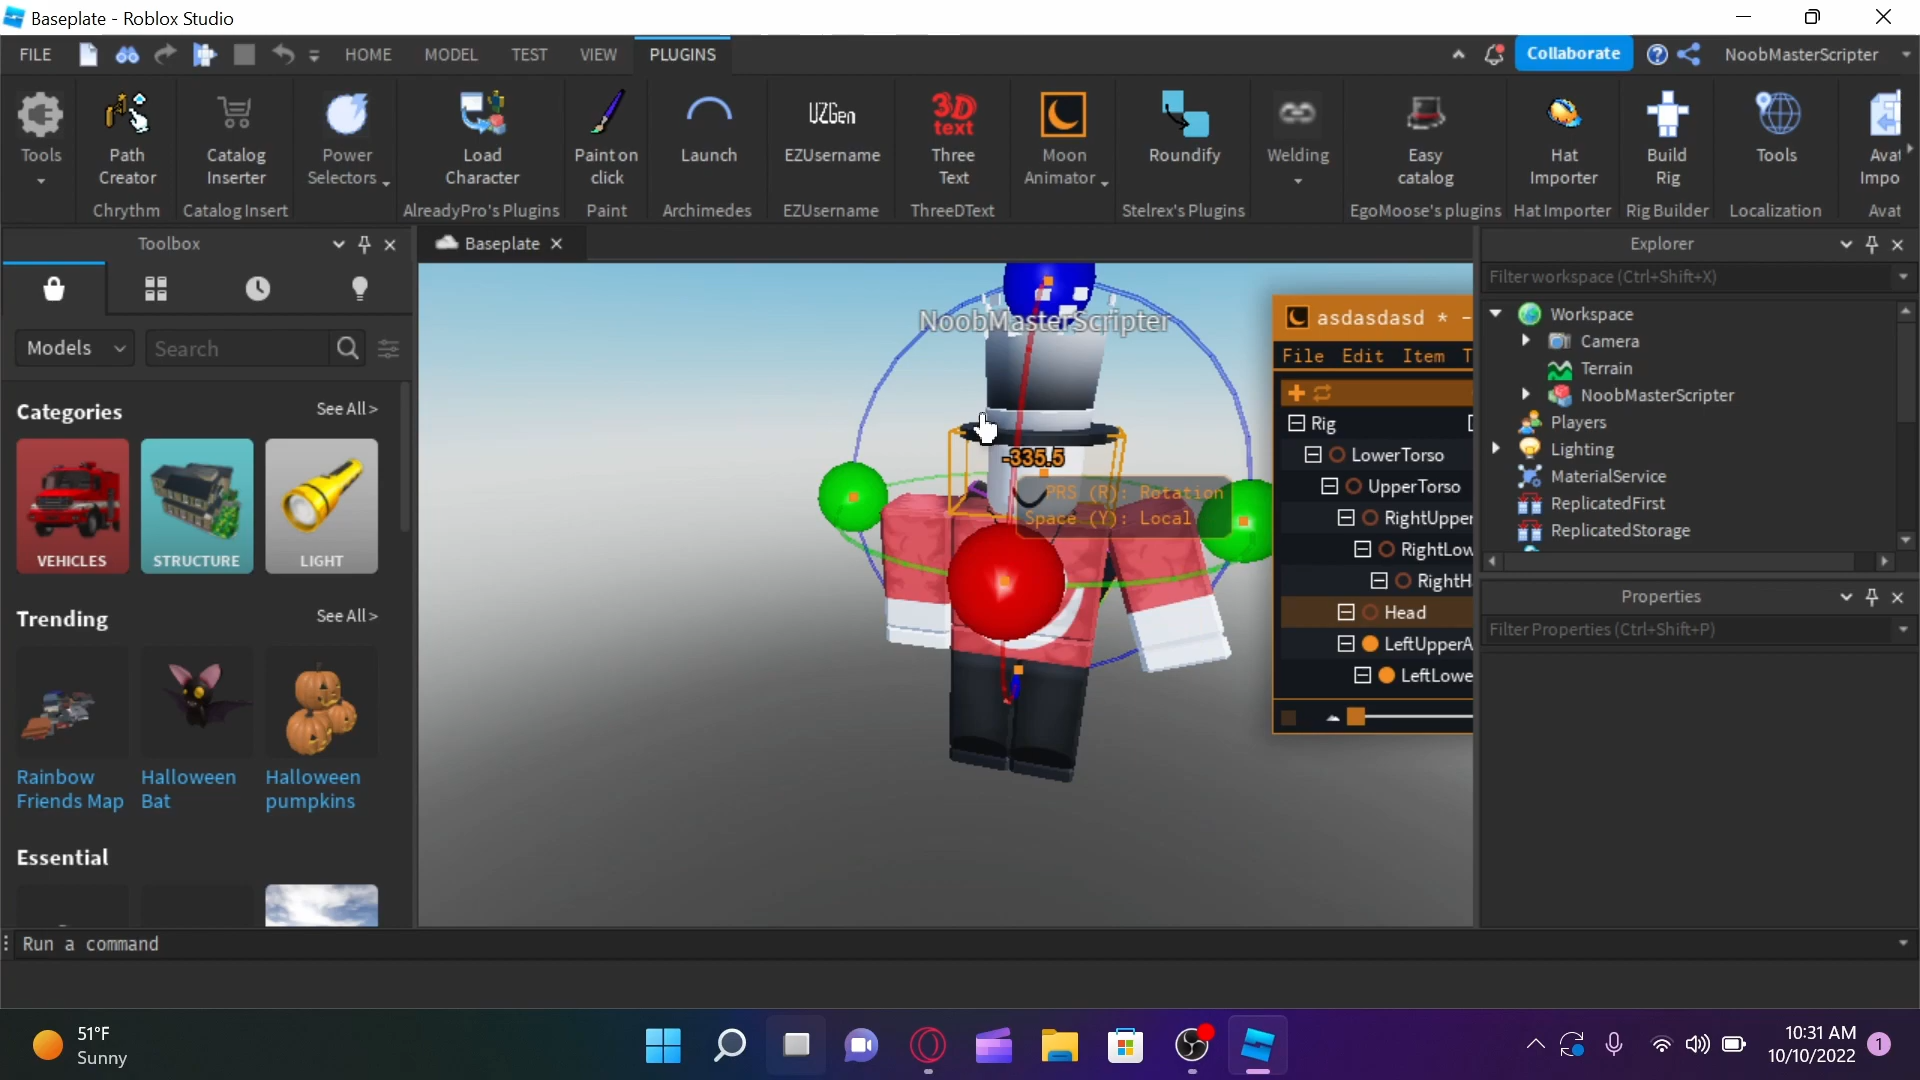 Baseplate - Roblox Studio
FILE
HOME
MODEL
TEST
VIEW
PLUGINS
Collaborate
NoobMasterScripter
Tools
Path
Creator
Chrythm
Catalog
Inserter
Catalog Insert
Power
Selectors
Load
Character
AlreadyPro's Plugins
Paint on
click
Paint
Launch
Archimedes
UZGen
EZUsername
EZUsername
3D
text
Three
Text
ThreeDText
Moon
Animator
Roundify
Stelrex's Plugins
Welding
Easy
catalog
EgoMoose's plugins
Hat
Importer
Hat Importer
Build
Rig
Rig Builder
Tools
Localization
Avat
Impo
Avat
Toolbox
Baseplate
Explorer
Models
Search
Filter workspace (Ctrl+Shift+X)
Categories
See All >
VEHICLES
STRUCTURE
LIGHT
Trending
See All >
Rainbow
Friends Map
Halloween
Bat
Halloween
pumpkins
Essential
NoobMasterScripter
-335.5
PRS (R): Rotation
Space (Y): Local
asdasdasd * -
File Edit Item T
Rig
LowerTorso
UpperTorso
RightUpper
RightLow
RightH
Head
LeftUpperA
LeftLowe
Workspace
Camera
Terrain
NoobMasterScripter
Players
Lighting
MaterialService
ReplicatedFirst
ReplicatedStorage
Properties
Filter Properties (Ctrl+Shift+P)
Run a command
51°F
Sunny
10:31 AM
10/10/2022
1